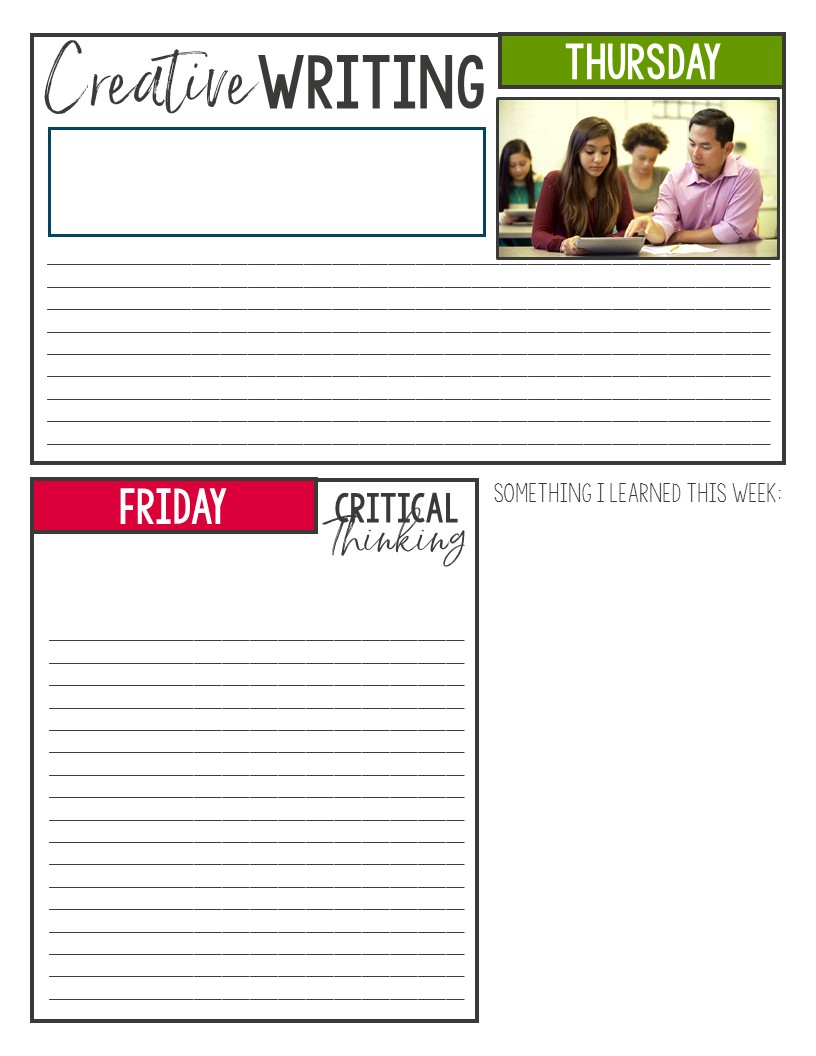 Creative WRITING
THURSDAY
FRIDAY
CRITICAL
Thinking
SOMETHING I LEARNED THIS WEEK: